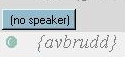 (no speaker)
{avbrudd}